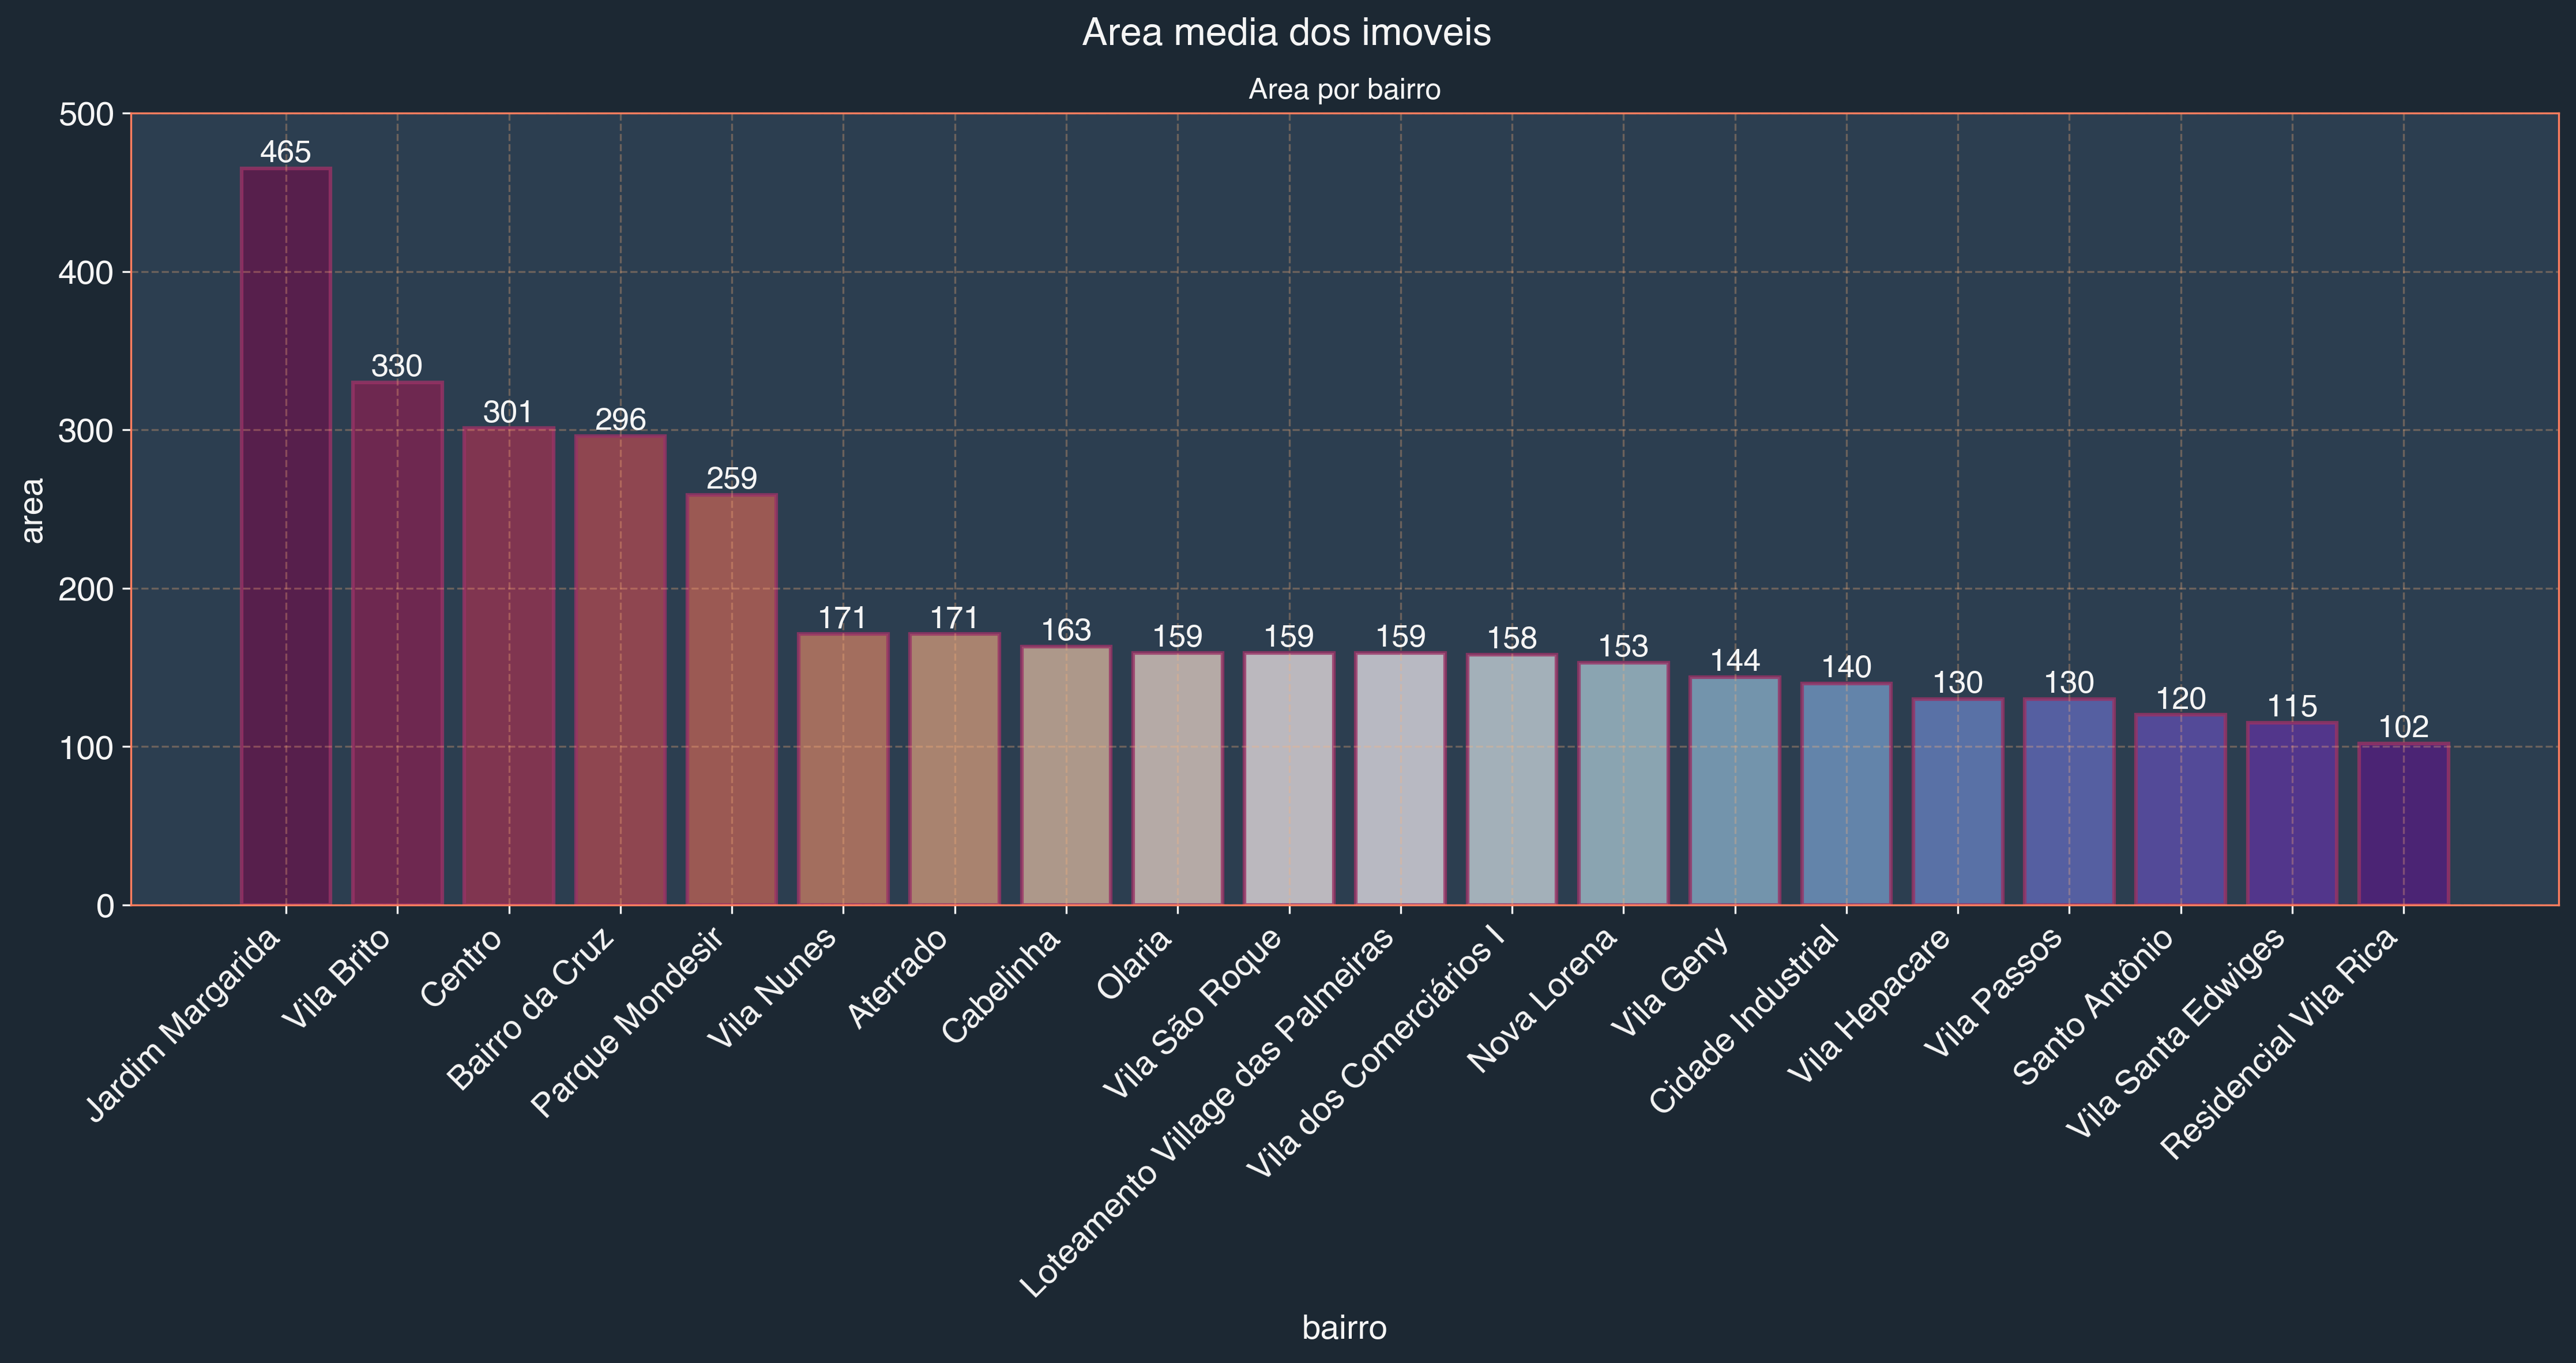 Area media dos imoveis
Area por bairro
area
500
400
300
200
100
0
465
330
301
296
259
171
171
163
159
159
159
158
153
144
140
130
130
120
115
102
Jardim Margarida
Vila Brito
Centro
Bairro da Cruz
Parque Mondesir
Vila Nunes
Aterrado
Cabelinha
Olaria
Vila São Roque
Loteamento Village das Palmeiras
Vila dos Comerciários I
Nova Lorena
Vila Geny
Cidade Industrial
Vila Hepacare
Vila Passos
Santo Antônio
Vila Santa Edwiges
Residencial Vila Rica
bairro